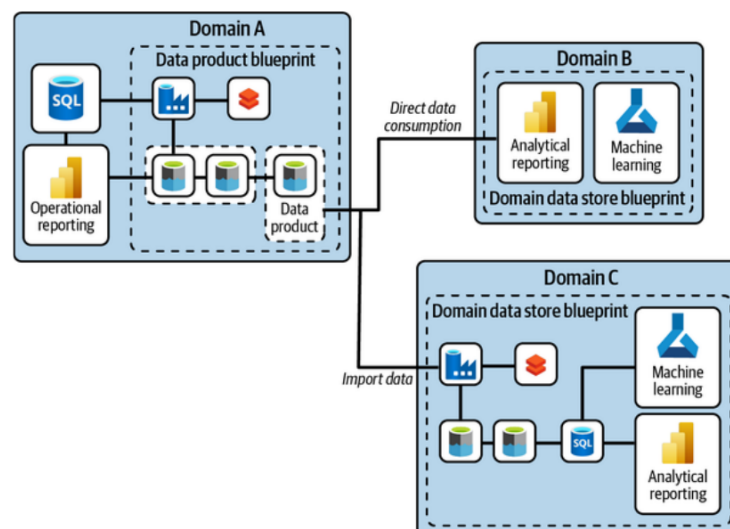 Domain A
Data product blueprint
SQL
Operational
reporting
Data
product
Direct data
consumption
Domain B
Analytical
reporting
Machine
learning
Domain data store blueprint
Import data
Domain C
Domain data store blueprint
Machine
learning
SQL
Analytical
reporting